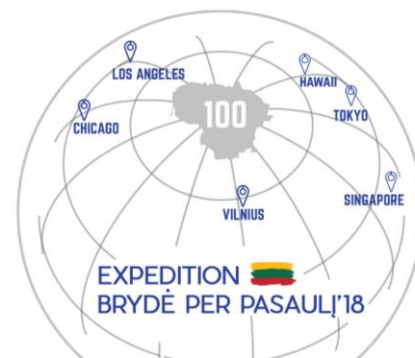 LOS ANGELES
HAWAII
100
TOKYO
CHICAGO
SINGAPORE
VILNIUS
EXPEDITION
BRYDĖ PER PASAULĮ'18